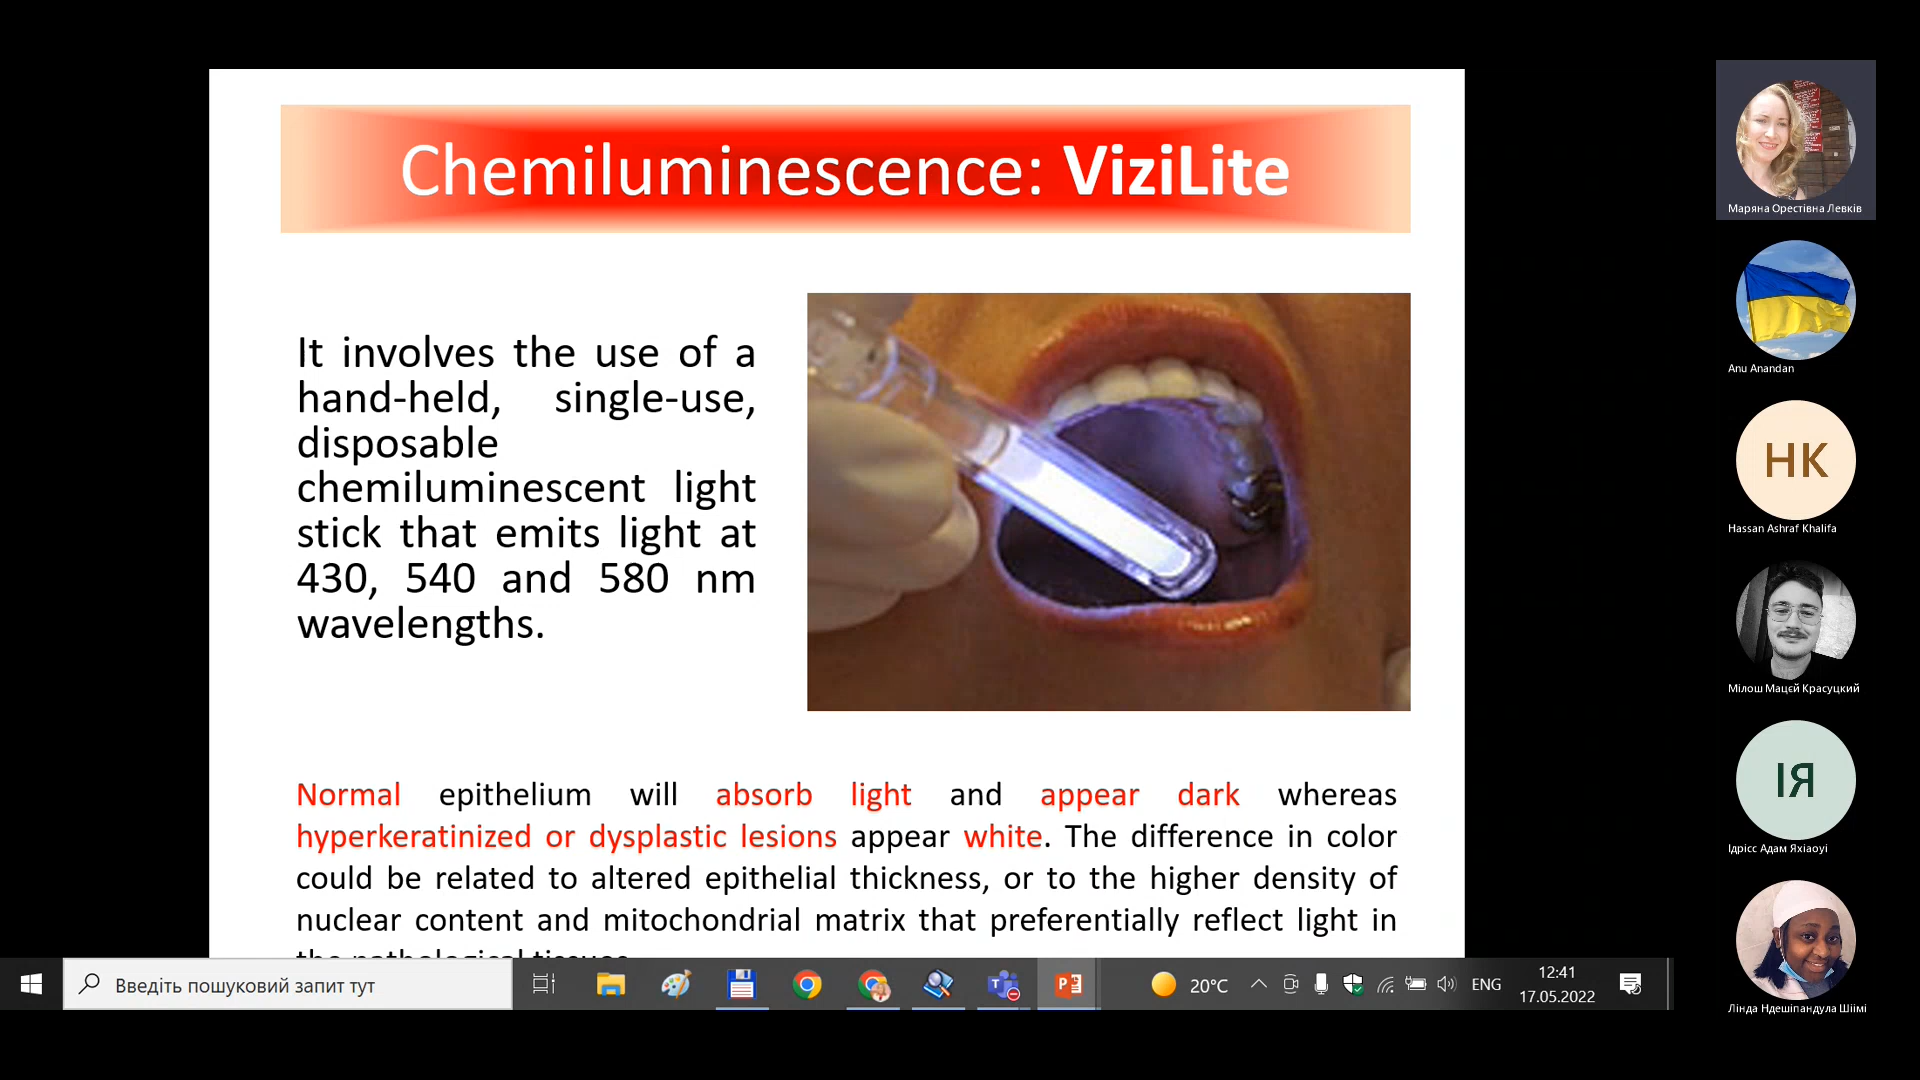 Chemiluminescence: ViziLite
It involves the use of a
hand-held, single-use,
disposable
chemiluminescent light
stick that emits light at
430, 540 and 580 nm
wavelengths.
Normal epithelium will absorb light and appear dark whereas
hyperkeratinized or dysplastic lesions appear white. The difference in color
could be related to altered epithelial thickness, or to the higher density of
nuclear content and mitochondrial matrix that preferentially reflect light in
the pathological tissues.
Маряна Орестівна Левків
Anu Anandan
НК
Hassan Ashraf Khalifa
Мілош Мацєй Красуцкий
ІЯ
Ідрісс Адам Яхіаоуі
Лінда Ндешіпандула Шіімі
Введіть пошуковий запит тут
20°C
ENG
12:41
17.05.2022